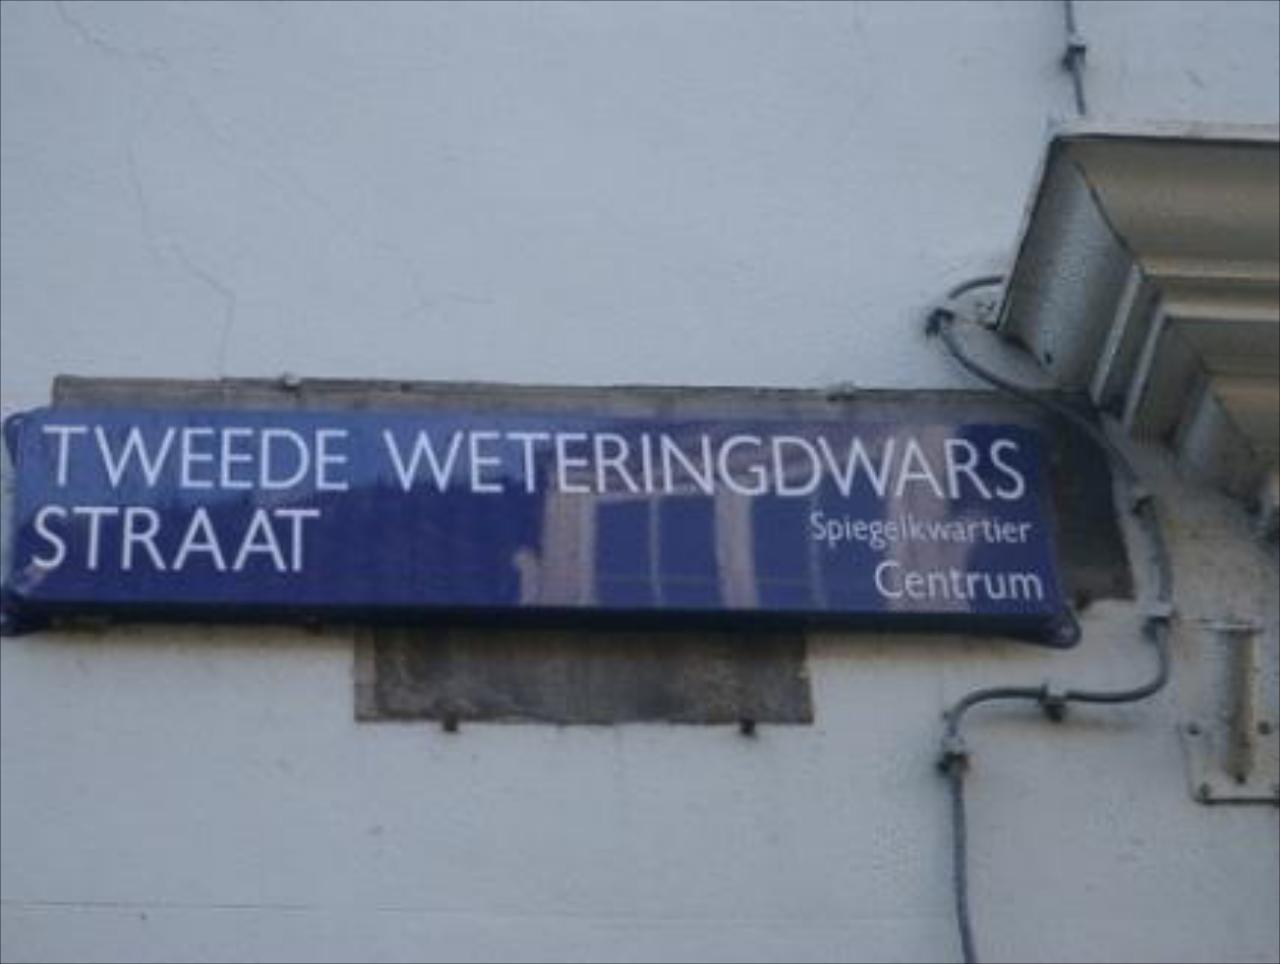 TWEEDE WETERINGDWARS
STRAAT
Spiegelkwartier
Centrum